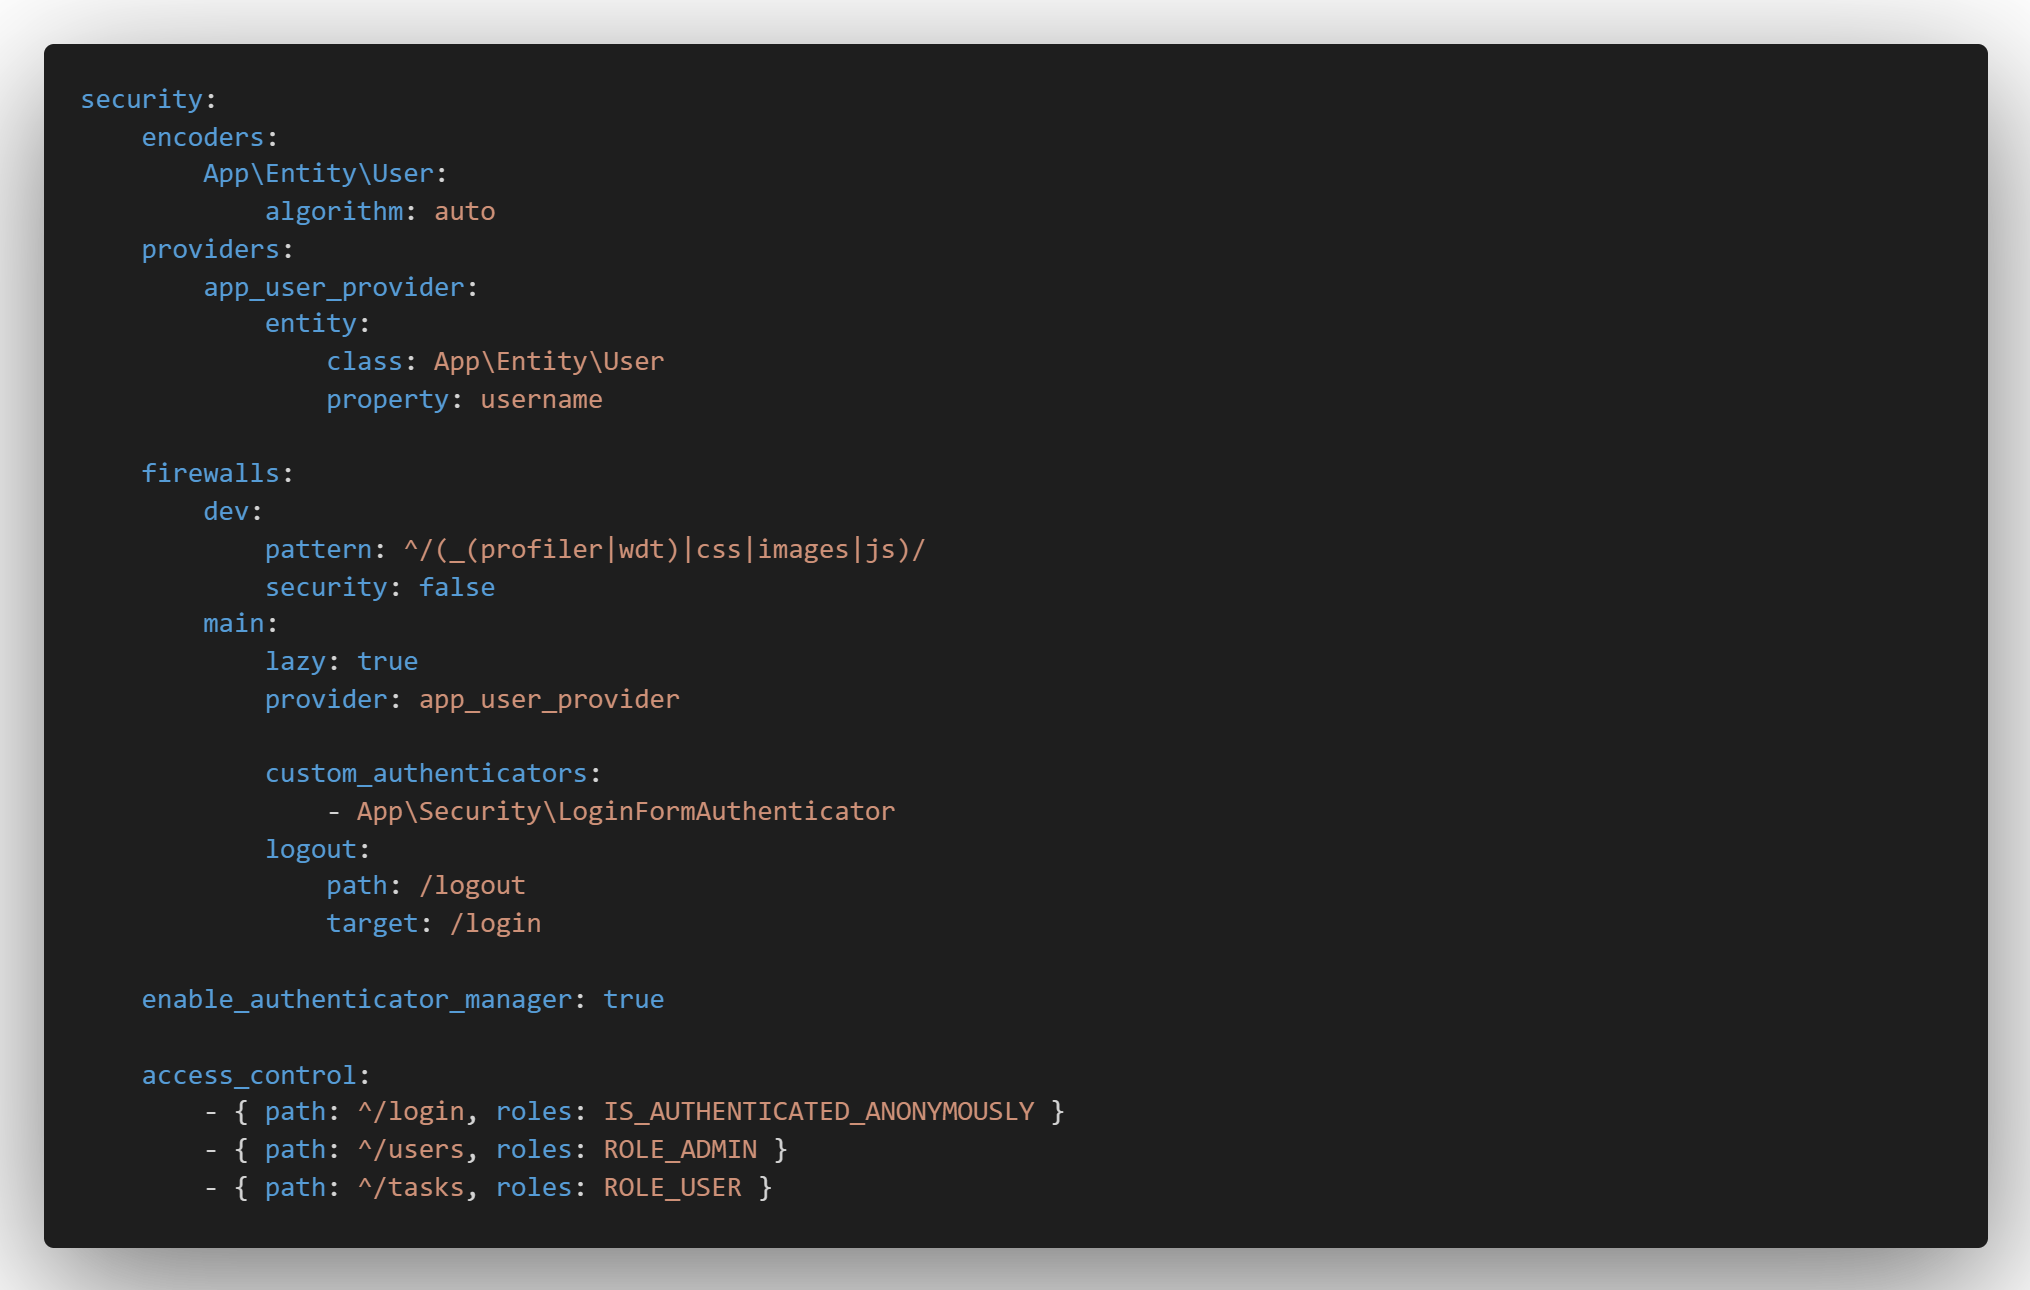 security:
    encoders:
        App\Entity\User:
            algorithm: auto
    providers:
        app_user_provider:
            entity:
                class: App\Entity\User
                property: username

    firewalls:
        dev:
            pattern: ^/(_(profiler|wdt)|css|images|js)/
            security: false
        main:
            lazy: true
            provider: app_user_provider

            custom_authenticators:
                - App\Security\LoginFormAuthenticator
            logout:
                path: /logout
                target: /login

    enable_authenticator_manager: true

    access_control:
        - { path: ^/login, roles: IS_AUTHENTICATED_ANONYMOUSLY }
        - { path: ^/users, roles: ROLE_ADMIN }
        - { path: ^/tasks, roles: ROLE_USER }